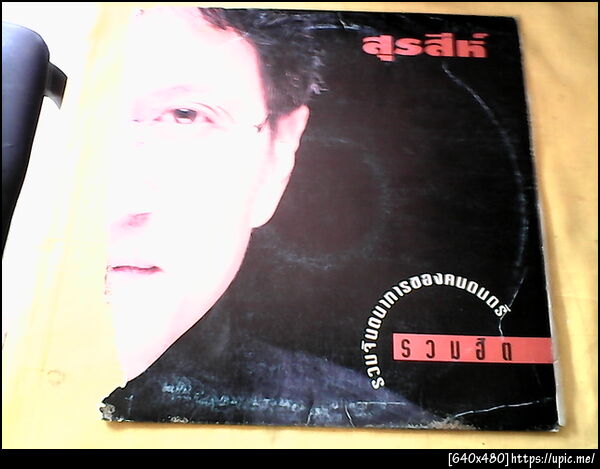 สุรสีห์
รวมจินตนาการของคนดนตรี
รวมฮิต
[640x480]https://upic.me/